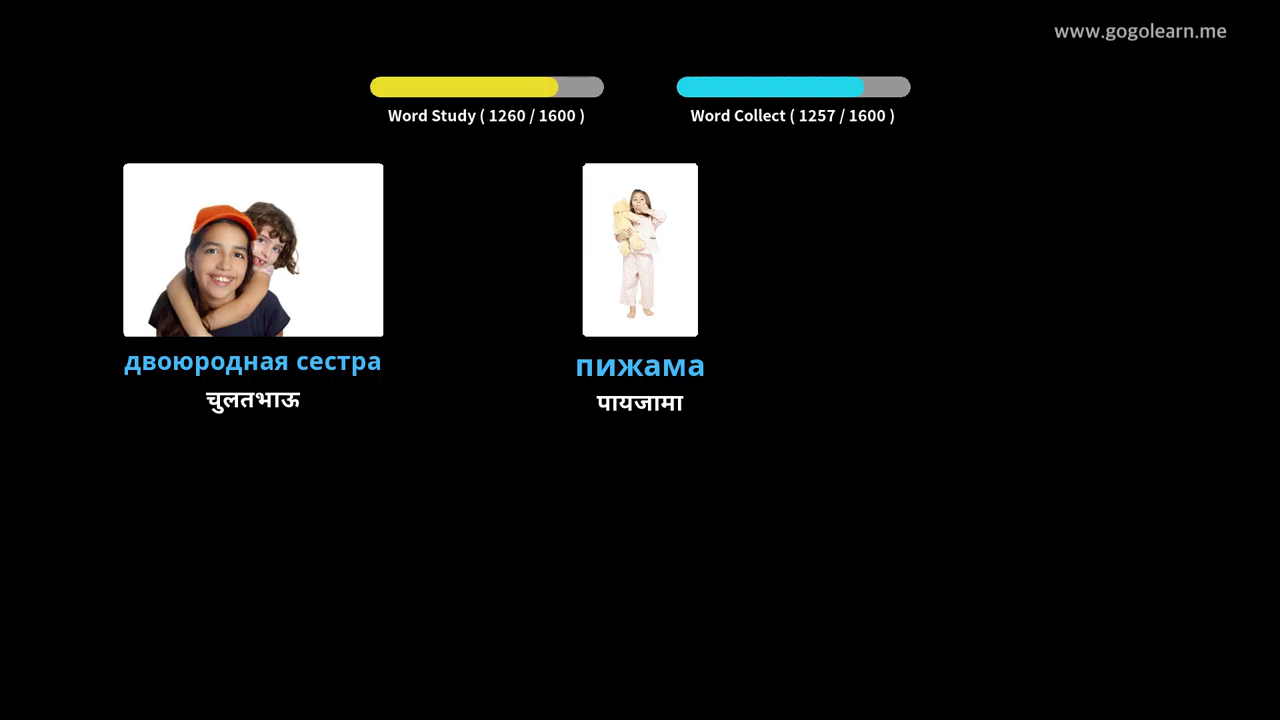 www.gogolearn.me
Word Study ( 1260 / 1600 )
Word Collect ( 1257 / 1600 )
двоюродная сестра
चुलतभाऊ
пижама
पायजामा